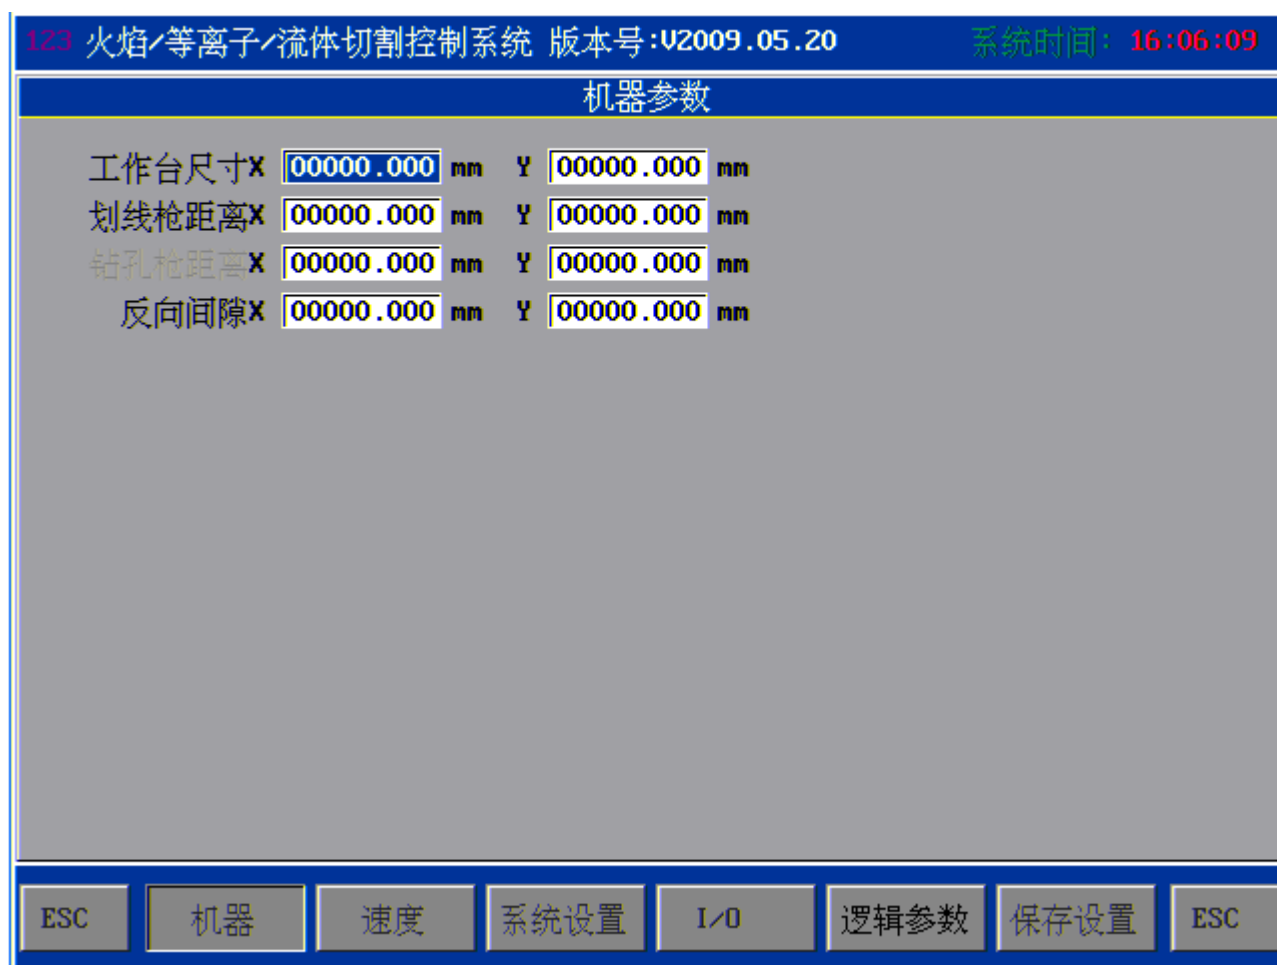 123 火焰/等离子/流体切割控制系统 版本号:V2009.05.20 系统时间: 16:06:09
机器参数
工作台尺寸X 00000.000 mm Y 00000.000 mm
划线枪距离X 00000.000 mm Y 00000.000 mm
钻孔枪距离X 00000.000 mm Y 00000.000 mm
反向间隙X 00000.000 mm Y 00000.000 mm
ESC 机器 速度 系统设置 I/O 逻辑参数 保存设置 ESC